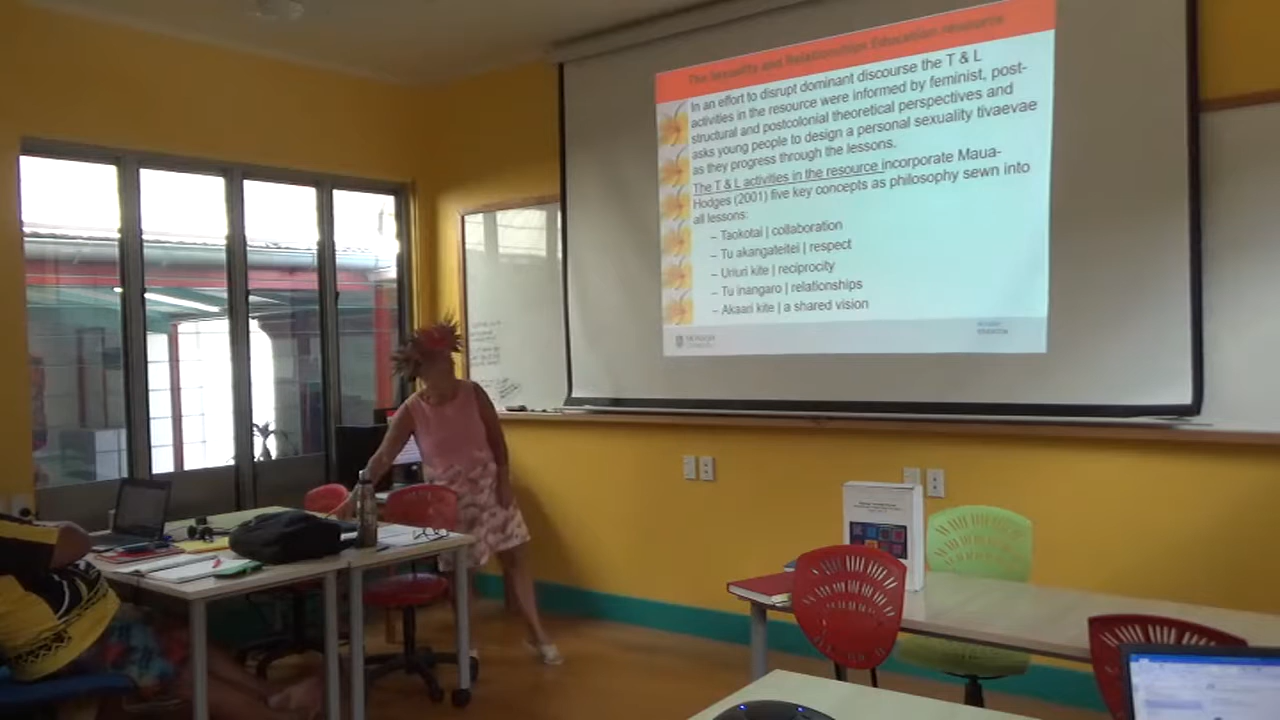 The Sexuality and Relationships Education resource
In an effort to disrupt dominant discourse the T & L
activities in the resource were informed by feminist, post-
structural and postcolonial theoretical perspectives and
asks young people to design a personal sexuality tivaevae
as they progress through the lessons.
The T & L activities in the resource incorporate Maua-
Hodges (2001) five key concepts as philosophy sewn into
all lessons:
– Taokotai | collaboration
– Tu akangateitei | respect
– Uriuri kite | reciprocity
– Tu inangaro | relationships
– Akaari kite | a shared vision